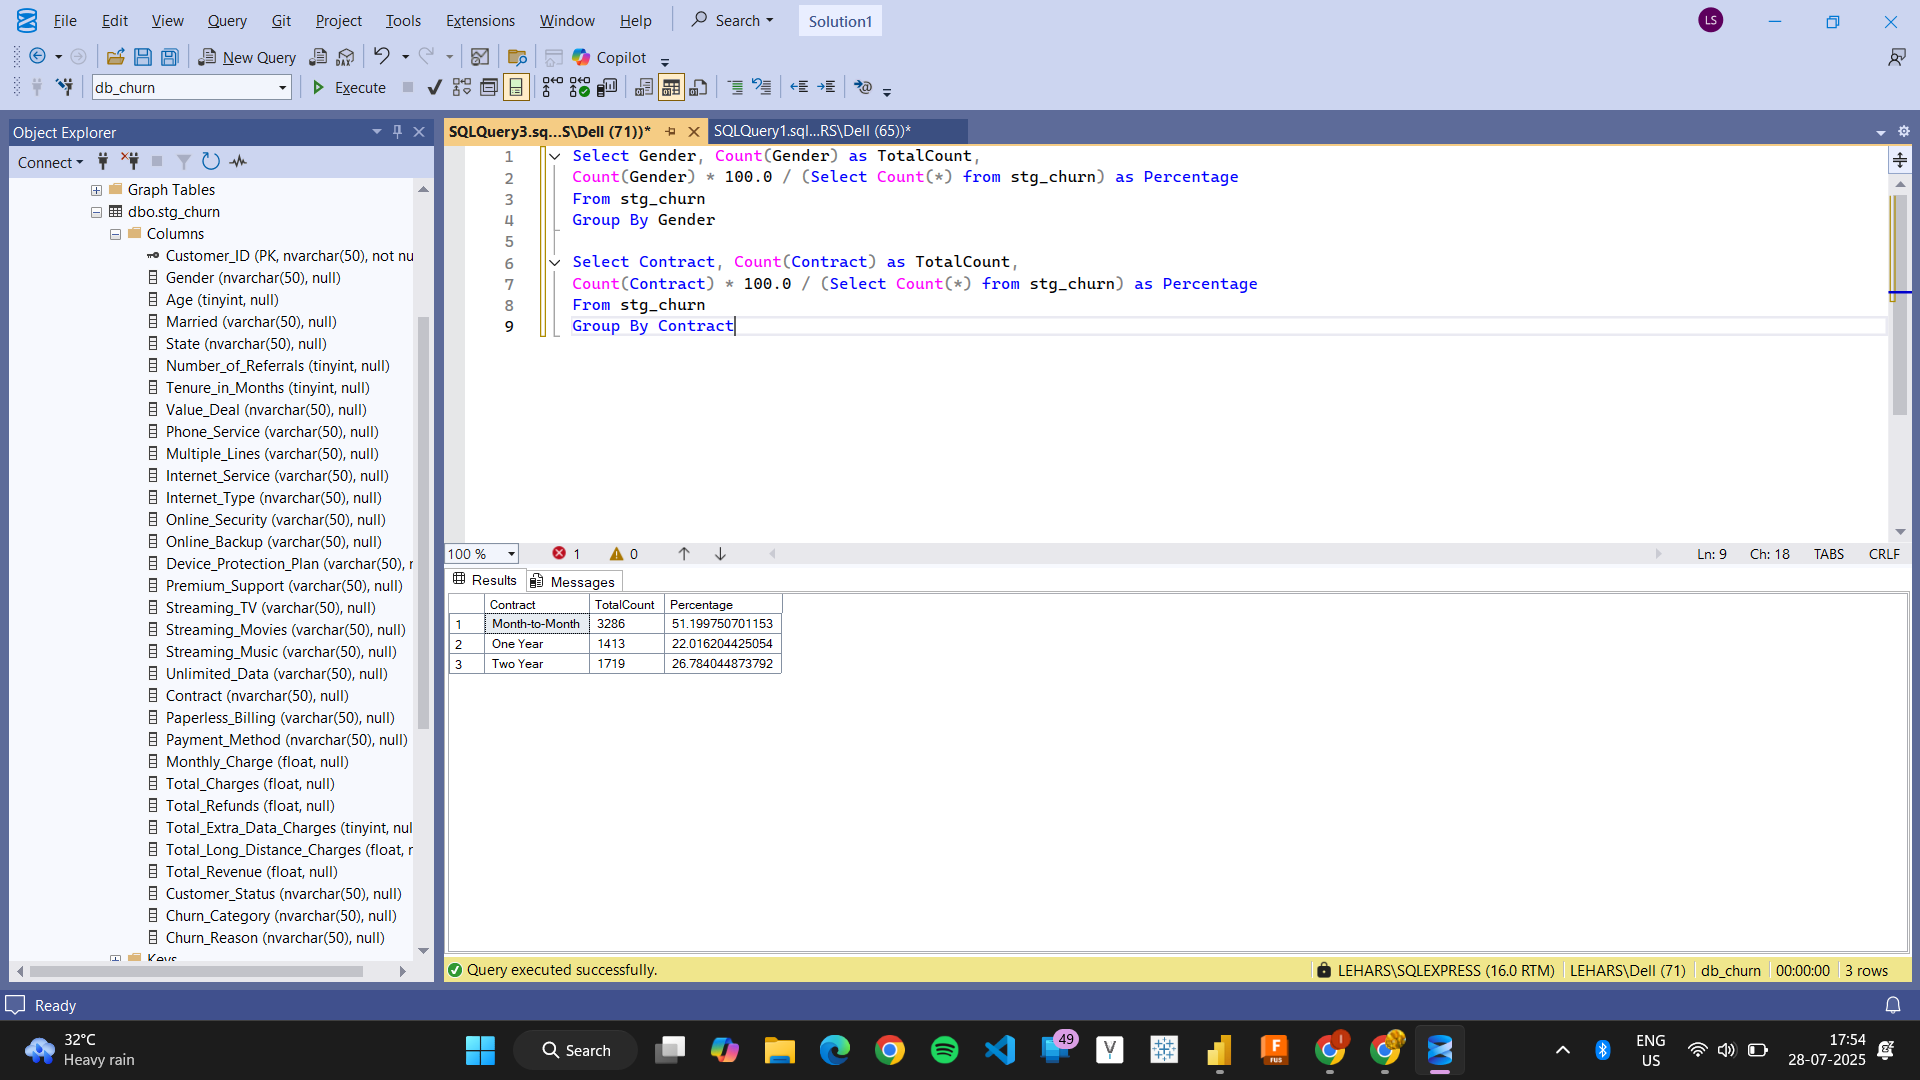 File Edit View Query Git Project Tools Extensions Window Help Search Solution1 LS
New Query DAX Copilot
db_churn Execute
Object Explorer
Connect
Graph Tables
dbo.stg_churn
Columns
Customer_ID (PK, nvarchar(50), not nu
Gender (nvarchar(50), null)
Age (tinyint, null)
Married (varchar(50), null)
State (nvarchar(50), null)
Number_of_Referrals (tinyint, null)
Tenure_in_Months (tinyint, null)
Value_Deal (nvarchar(50), null)
Phone_Service (varchar(50), null)
Multiple_Lines (varchar(50), null)
Internet_Service (varchar(50), null)
Internet_Type (nvarchar(50), null)
Online_Security (varchar(50), null)
Online_Backup (varchar(50), null)
Device_Protection_Plan (varchar(50), r
Premium_Support (varchar(50), null)
Streaming_TV (varchar(50), null)
Streaming_Movies (varchar(50), null)
Streaming_Music (varchar(50), null)
Unlimited_Data (varchar(50), null)
Contract (nvarchar(50), null)
Paperless_Billing (varchar(50), null)
Payment_Method (nvarchar(50), null)
Monthly_Charge (float, null)
Total_Charges (float, null)
Total_Refunds (float, null)
Total_Extra_Data_Charges (tinyint, nul
Total_Long_Distance_Charges (float, r
Total_Revenue (float, null)
Customer_Status (nvarchar(50), null)
Churn_Category (nvarchar(50), null)
Churn_Reason (nvarchar(50), null)
Keys
SQLQuery3.sq...S\Dell (71))* SQLQuery1.sql...RS\Dell (65))*
1 Select Gender, Count(Gender) as TotalCount,
2 Count(Gender) * 100.0 / (Select Count(*) from stg_churn) as Percentage
3 From stg_churn
4 Group By Gender
5
6 Select Contract, Count(Contract) as TotalCount,
7 Count(Contract) * 100.0 / (Select Count(*) from stg_churn) as Percentage
8 From stg_churn
9 Group By Contract
100 % 1 0 Ln: 9 Ch: 18 TABS CRLF
Results Messages
Contract TotalCount Percentage
1 Month-to-Month 3286 51.199750701153
2 One Year 1413 22.016204425054
3 Two Year 1719 26.784044873792
Query executed successfully. LEHARS\SQLEXPRESS (16.0 RTM) LEHARS\Dell (71) db_churn 00:00:00 3 rows
Ready
32°C
Heavy rain
Search
49
ENG
US
17:54
28-07-2025